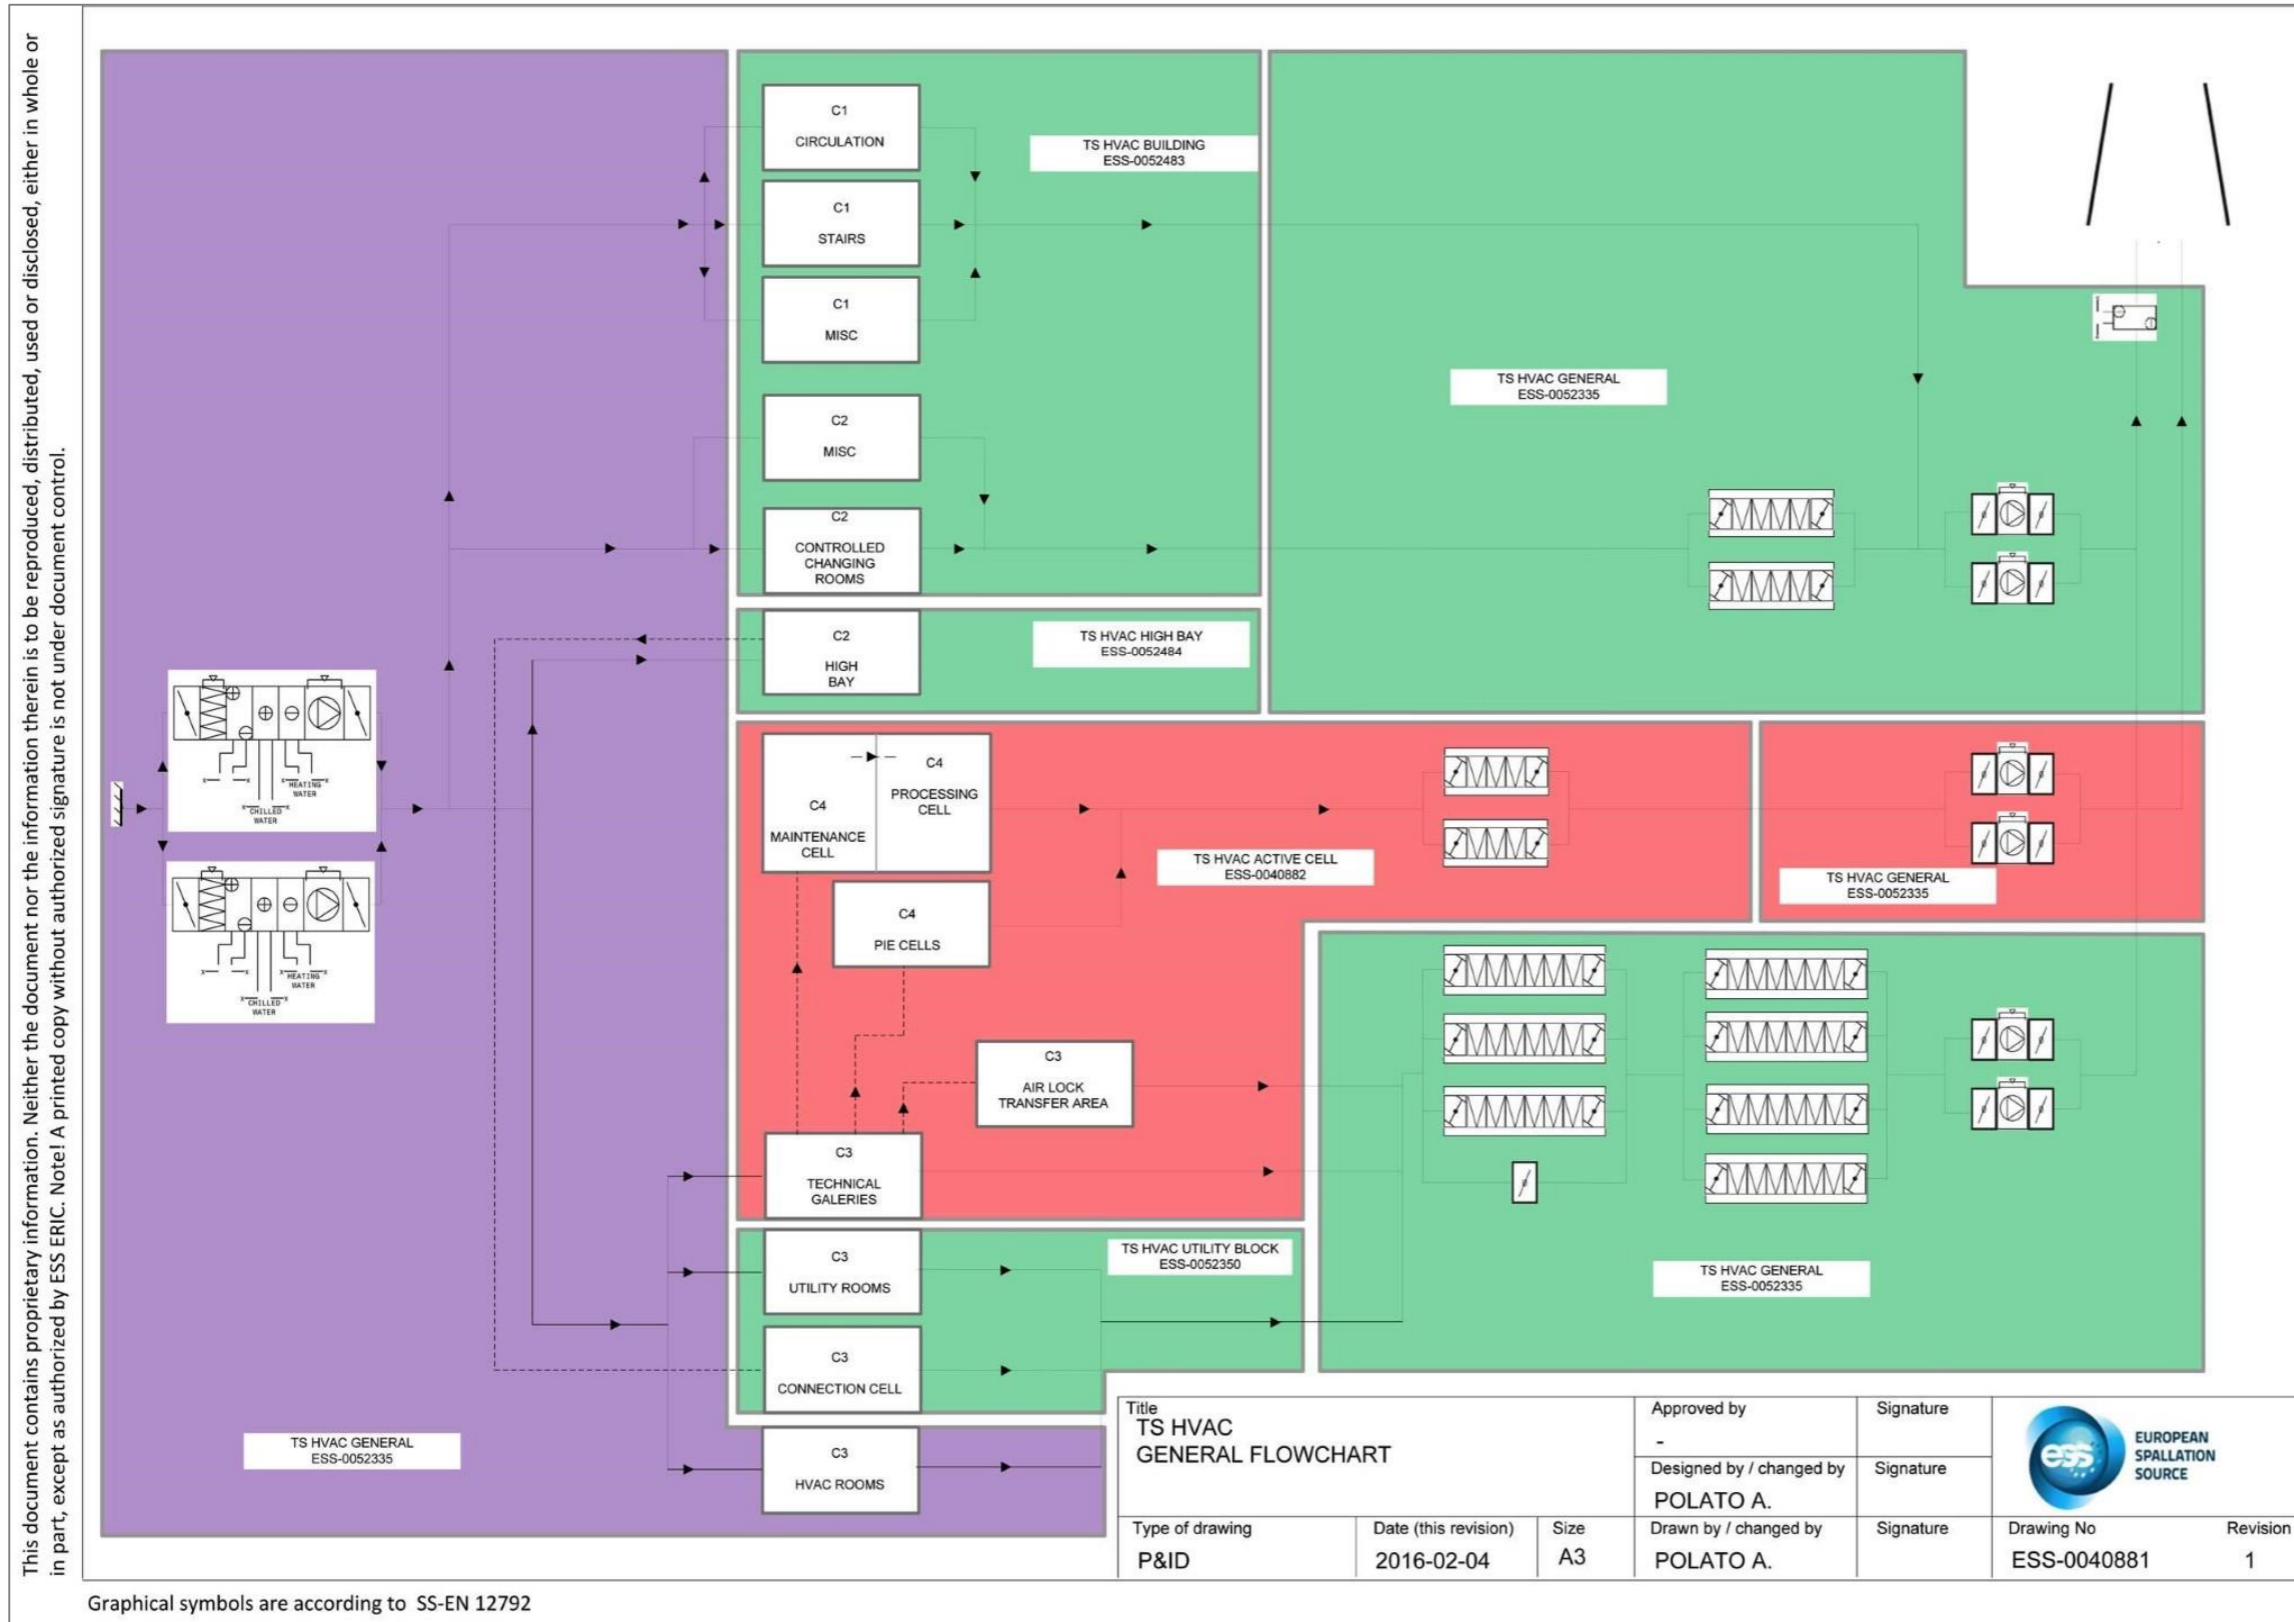 This document contains proprietary information. Neither the document nor the information therein is to be reproduced, distributed, used or disclosed, either in whole or
in part, except as authorized by ESS ERIC. Note! A printed copy without authorized signature is not under document control.
C1
CIRCULATION
TS HVAC BUILDING
ESS-0052483
C1
STAIRS
C1
MISC
TS HVAC GENERAL
ESS-0052335
C2
MISC
C2
CONTROLLED
CHANGING
ROOMS
C2
HIGH
BAY
TS HVAC HIGH BAY
ESS-0052484
HEATING
WATER
CHILLED
WATER
HEATING
WATER
CHILLED
WATER
C4
MAINTENANCE
CELL
C4
PROCESSING
CELL
TS HVAC ACTIVE CELL
ESS-0040882
TS HVAC GENERAL
ESS-0052335
C4
PIE CELLS
C3
AIR LOCK
TRANSFER AREA
C3
TECHNICAL
GALERIES
C3
UTILITY ROOMS
TS HVAC UTILITY BLOCK
ESS-0052350
TS HVAC GENERAL
ESS-0052335
C3
CONNECTION CELL
TS HVAC GENERAL
ESS-0052335
C3
HVAC ROOMS
Title
TS HVAC
GENERAL FLOWCHART
Approved by
-
Signature
Designed by / changed by
POLATO A.
Signature
ess
EUROPEAN
SPALLATION
SOURCE
Type of drawing
P&ID
Date (this revision)
2016-02-04
Size
A3
Drawn by / changed by
POLATO A.
Signature
Drawing No
ESS-0040881
Revision
1
Graphical symbols are according to SS-EN 12792